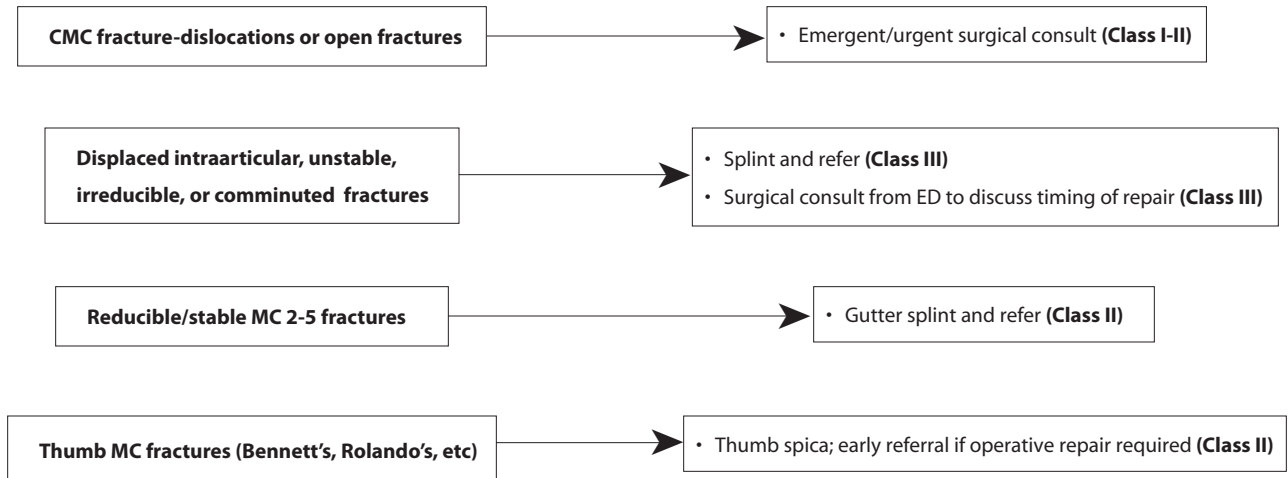 CMC fracture-dislocations or open fractures
• Emergent/urgent surgical consult (Class I-II)
Displaced intraarticular, unstable,
irreducible, or comminuted fractures
• Splint and refer (Class III)
• Surgical consult from ED to discuss timing of repair (Class III)
Reducible/stable MC 2-5 fractures
• Gutter splint and refer (Class II)
Thumb MC fractures (Bennett's, Rolando's, etc)
• Thumb spica; early referral if operative repair required (Class II)